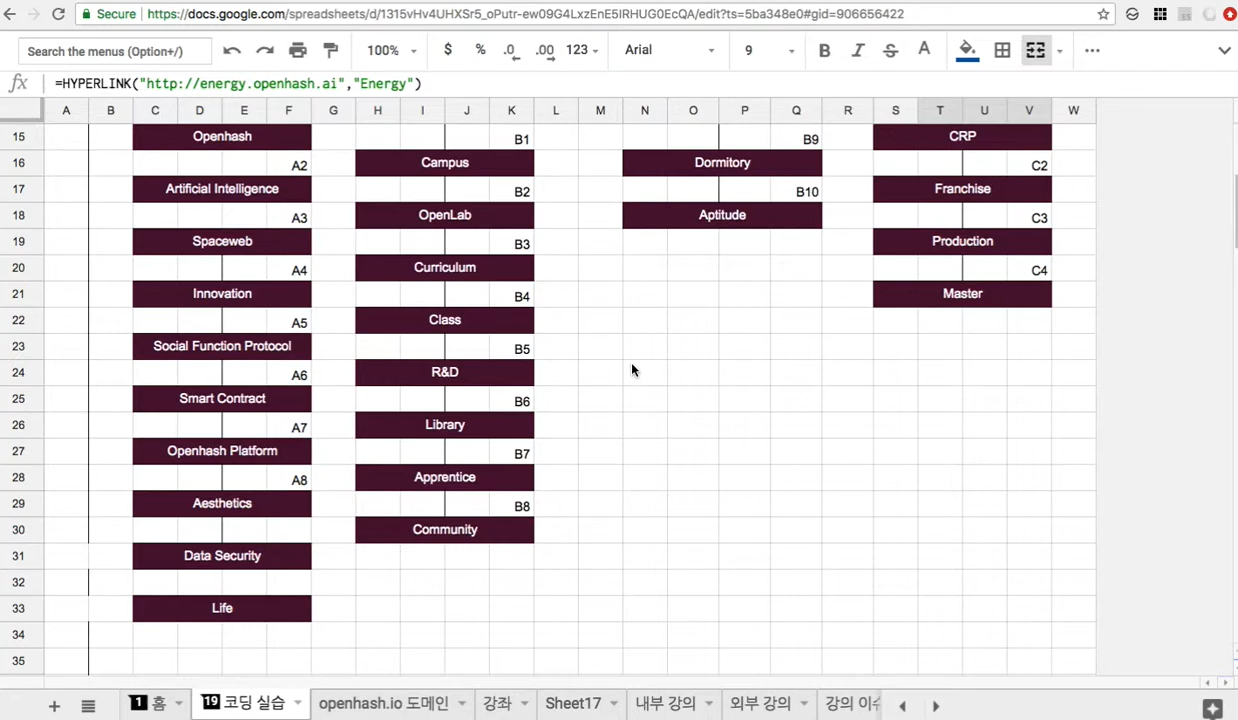 Secure https://docs.google.com/spreadsheets/d/1315vHv4UHXSr5_oPutr-ew09G4LxzEnE5IRHUG0EcQA/edit?ts=5ba348e0#gid=906656422
Search the menus (Option+/) 100% $ % .0 .00 123 Arial 9 B I S A
fx =HYPERLINK("http://energy.openhash.ai","Energy")
A B C D E F G H I J K L M N O P Q R S T U V W
15 Openhash B1 B9 CRP
16 A2 Campus Dormitory C2
17 Artificial Intelligence B2 B10 Franchise
18 A3 OpenLab Aptitude C3
19 Spaceweb B3 Production
20 A4 Curriculum C4
21 Innovation B4 Master
22 A5 Class
23 Social Function Protocol B5
24 A6 R&D
25 Smart Contract B6
26 A7 Library
27 Openhash Platform B7
28 A8 Apprentice
29 Aesthetics B8
30 Community
31 Data Security
32
33 Life
34
35
1 홈 19 코딩 실습 openhash.io 도메인 강좌 Sheet17 내부 강의 외부 강의 강의 이슈